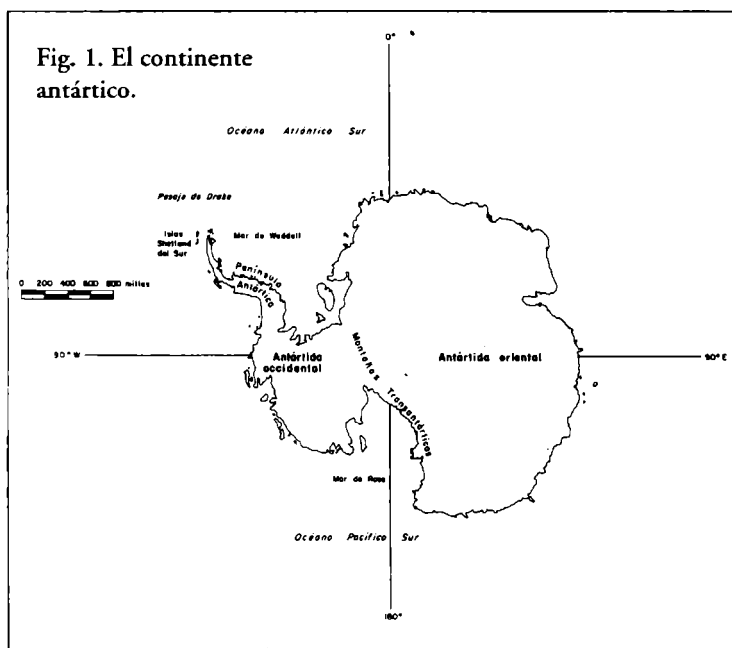 Fig. 1. El continente
antártico.
0°
Océano Atlántico Sur
Pasaje de Drake
Islas
Shetland
del Sur
Mar de Weddell
Península
Antártica
0 200 400 600 800 millas
90° W
Antártida
occidental
Montañas Transantárticas
Antártida oriental
90° E
Mar de Ross
Océano Pacífico Sur
180°